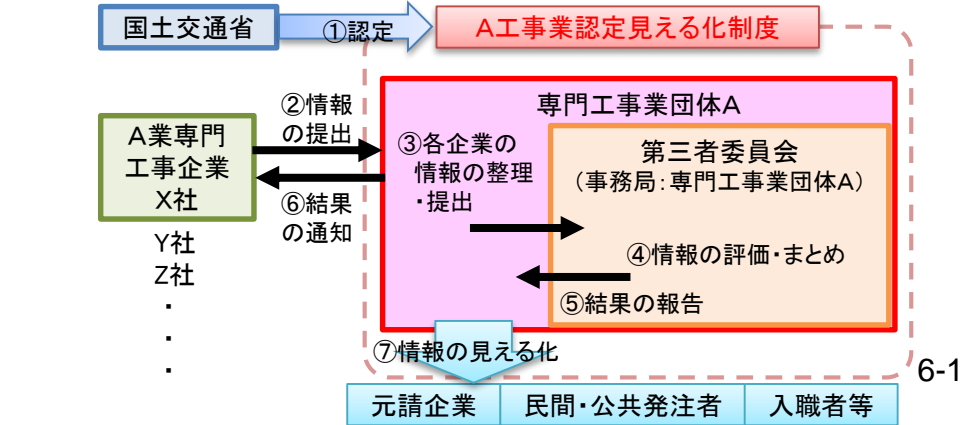 国土交通省
①認定
A工事業認定見える化制度
専門工事業団体A
②情報
の提出
A業専門
工事企業
X社
③各企業の
情報の整理
・提出
第三者委員会
（事務局：専門工事業団体A）
⑥結果
の通知
Y社
Z社
・
・
・
④情報の評価・まとめ
⑤結果の報告
⑦情報の見える化
6-1
元請企業
民間・公共発注者
入職者等